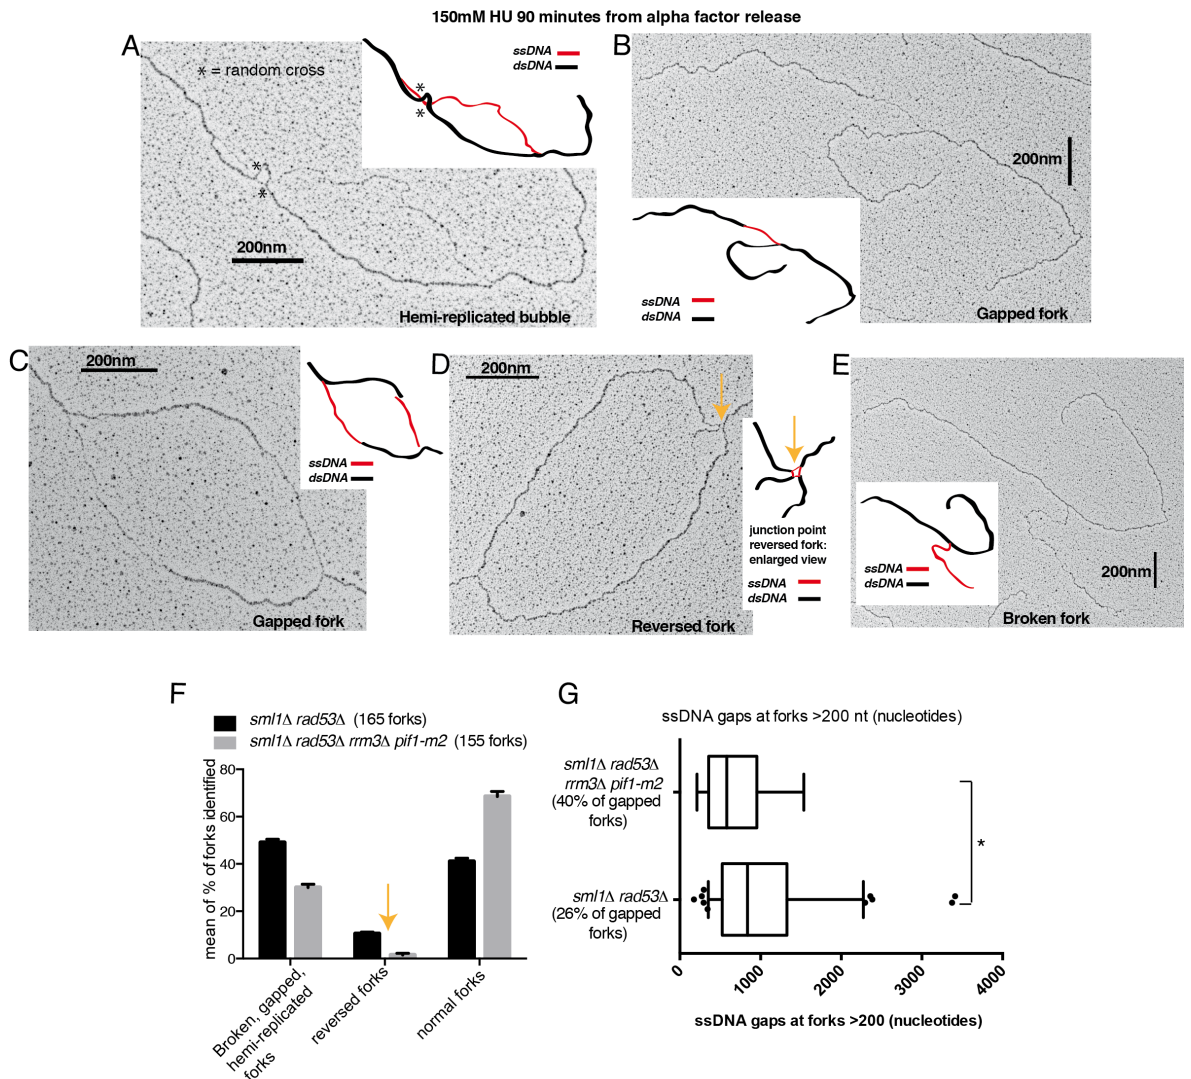 150mM HU 90 minutes from alpha factor release
A
* = random cross
ssDNA
dsDNA
*
*
*
*
200nm
Hemi-replicated bubble
B
200nm
ssDNA
dsDNA
Gapped fork
C
200nm
ssDNA
dsDNA
Gapped fork
D
200nm
junction point
reversed fork:
enlarged view
ssDNA
dsDNA
Reversed fork
E
ssDNA
dsDNA
200nm
Broken fork
F
sml1Δ rad53Δ (165 forks)
sml1Δ rad53Δ rrm3Δ pif1-m2 (155 forks)
mean of % of forks identified
80
60
40
20
0
Broken, gapped,
hemi-replicated
forks
reversed forks
normal forks
G
ssDNA gaps at forks >200 nt (nucleotides)
sml1Δ rad53Δ
rrm3Δ pif1-m2
(40% of gapped
forks)
*
sml1Δ rad53Δ
(26% of gapped
forks)
0
1000
2000
3000
4000
ssDNA gaps at forks >200 (nucleotides)